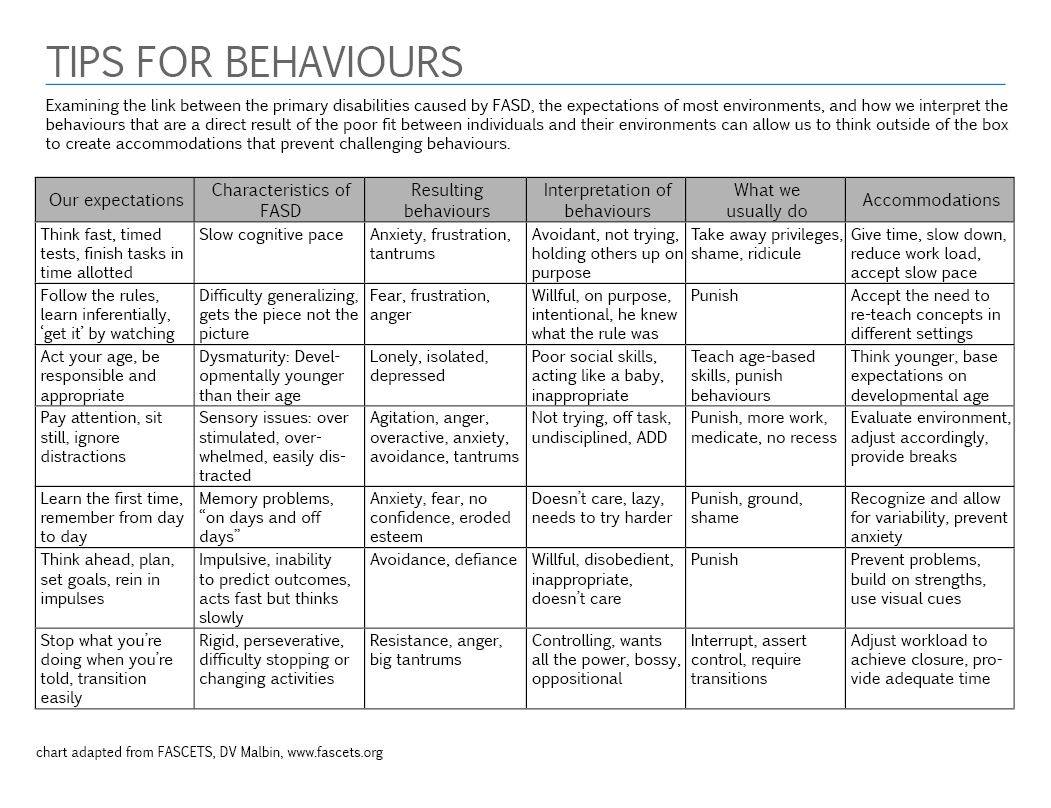 TIPS FOR BEHAVIOURS
Examining the link between the primary disabilities caused by FASD, the expectations of most environments, and how we interpret the
behaviours that are a direct result of the poor fit between individuals and their environments can allow us to think outside of the box
to create accommodations that prevent challenging behaviours.
Our expectations
Characteristics of
FASD
Resulting
behaviours
Interpretation of
behaviours
What we
usually do
Accommodations
Think fast, timed
tests, finish tasks in
time allotted
Slow cognitive pace
Anxiety, frustration,
tantrums
Avoidant, not trying,
holding others up on
purpose
Take away privileges,
shame, ridicule
Give time, slow down,
reduce work load,
accept slow pace
Follow the rules,
learn inferentially,
‘get it’ by watching
Difficulty generalizing,
gets the piece not the
picture
Fear, frustration,
anger
Willful, on purpose,
intentional, he knew
what the rule was
Punish
Accept the need to
re-teach concepts in
different settings
Act your age, be
responsible and
appropriate
Dysmaturity: Devel-
opmentally younger
than their age
Lonely, isolated,
depressed
Poor social skills,
acting like a baby,
inappropriate
Teach age-based
skills, punish
behaviours
Think younger, base
expectations on
developmental age
Pay attention, sit
still, ignore
distractions
Sensory issues: over
stimulated, over-
whelmed, easily dis-
tracted
Agitation, anger,
overactive, anxiety,
avoidance, tantrums
Not trying, off task,
undisciplined, ADD
Punish, more work,
medicate, no recess
Evaluate environment,
adjust accordingly,
provide breaks
Learn the first time,
remember from day
to day
Memory problems,
“on days and off
days”
Anxiety, fear, no
confidence, eroded
esteem
Doesn’t care, lazy,
needs to try harder
Punish, ground,
shame
Recognize and allow
for variability, prevent
anxiety
Think ahead, plan,
set goals, rein in
impulses
Impulsive, inability
to predict outcomes,
acts fast but thinks
slowly
Avoidance, defiance
Willful, disobedient,
inappropriate,
doesn’t care
Punish
Prevent problems,
build on strengths,
use visual cues
Stop what you’re
doing when you’re
told, transition
easily
Rigid, perseverative,
difficulty stopping or
changing activities
Resistance, anger,
big tantrums
Controlling, wants
all the power, bossy,
oppositional
Interrupt, assert
control, require
transitions
Adjust workload to
achieve closure, pro-
vide adequate time
chart adapted from FASCETS, DV Malbin, www.fascets.org